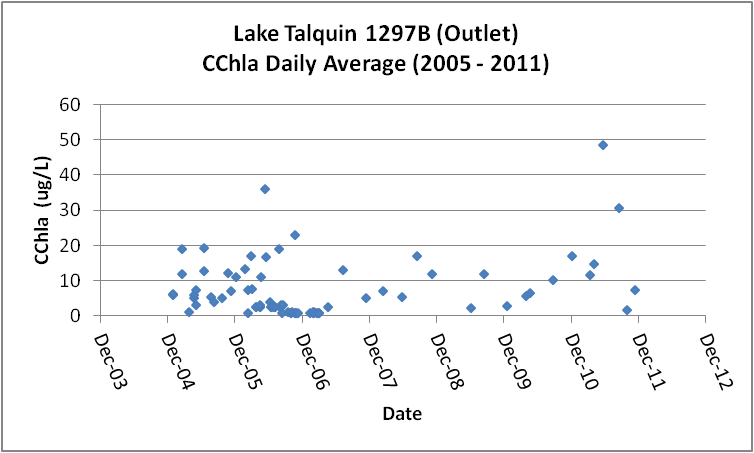 Lake Talquin 1297B (Outlet)
CChla Daily Average (2005 - 2011)
60
50
40
30
20
10
0
CChla (ug/L)
Dec-03
Dec-04
Dec-05
Dec-06
Dec-07
Dec-08
Dec-09
Dec-10
Dec-11
Dec-12
Date